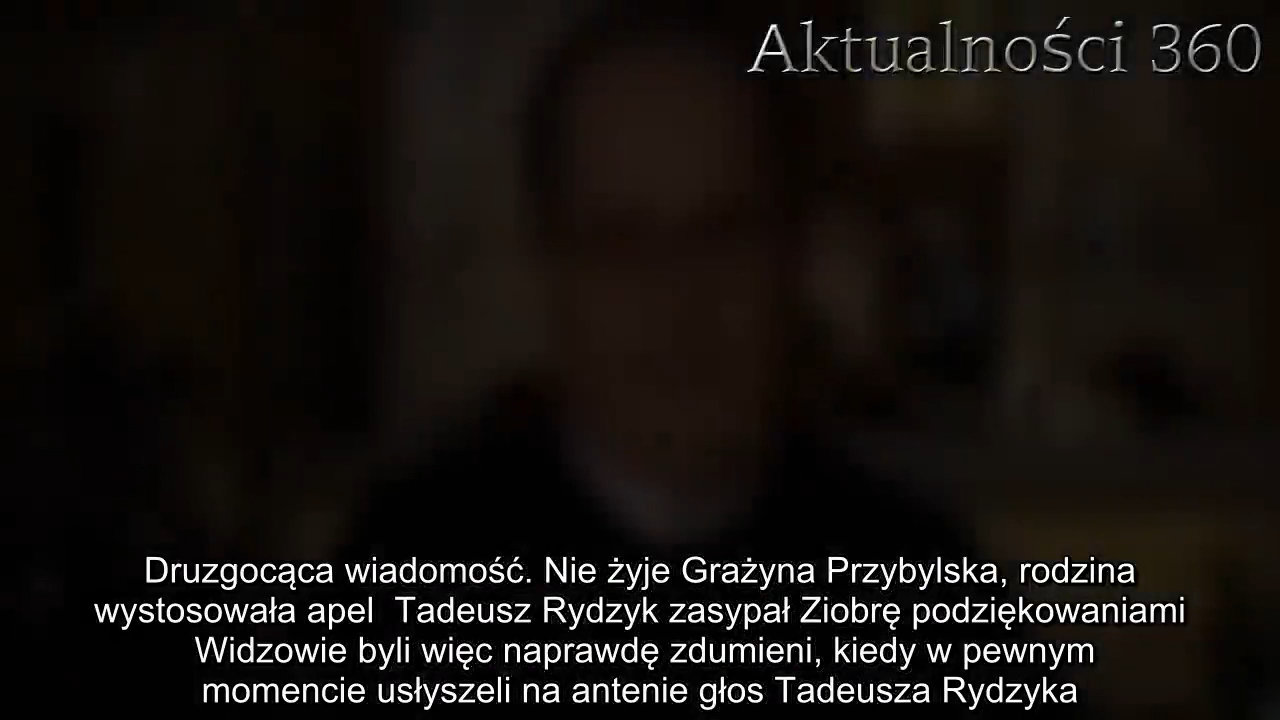 Aktualności 360
Druzgocąca wiadomość. Nie żyje Grażyna Przybylska, rodzina
wystosowała apel  Tadeusz Rydzyk zasypał Ziobrę podziękowaniami
Widzowie byli więc naprawdę zdumieni, kiedy w pewnym
momencie usłyszeli na antenie głos Tadeusza Rydzyka